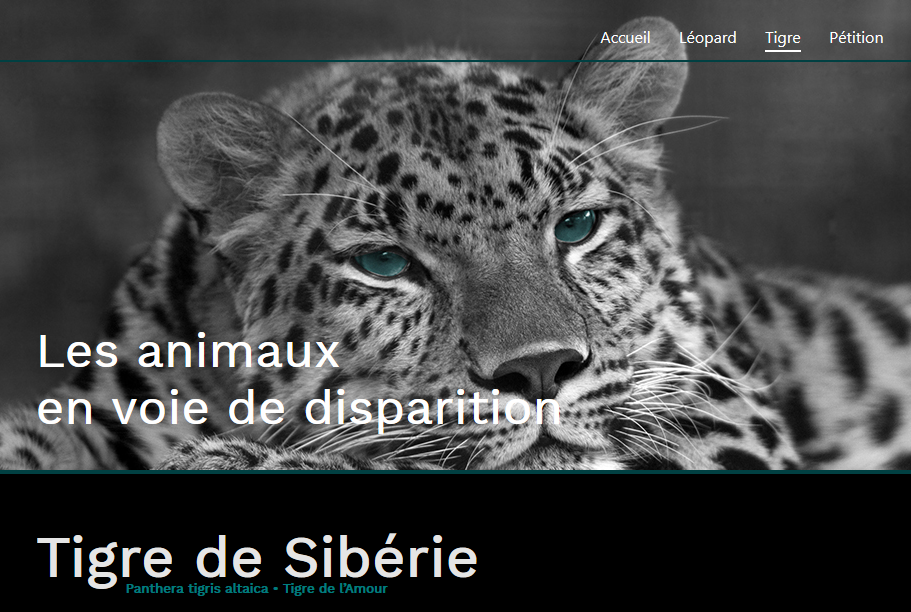 Accueil Léopard Tigre Pétition
Les animaux
en voie de disparition
Tigre de Sibérie
Panthera tigris altaica - Tigre de l'Amour